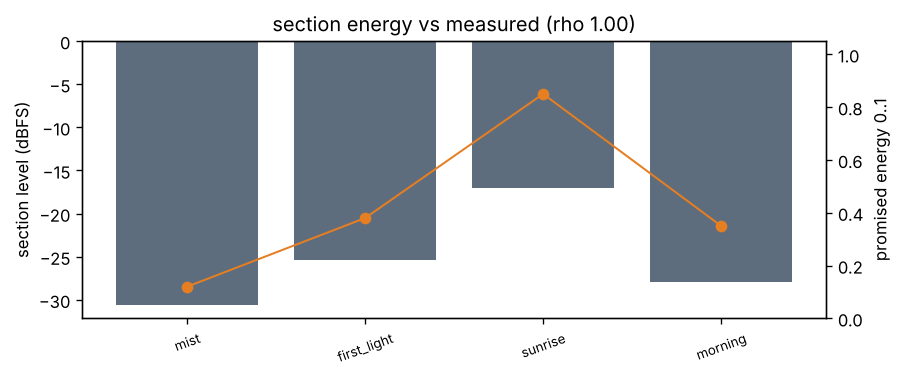 section energy vs measured (rho 1.00)
section level (dBFS)
0
−5
−10
−15
−20
−25
−30
1.0
0.8
0.6
0.4
0.2
0.0
promised energy 0..1
mist
first_light
sunrise
morning